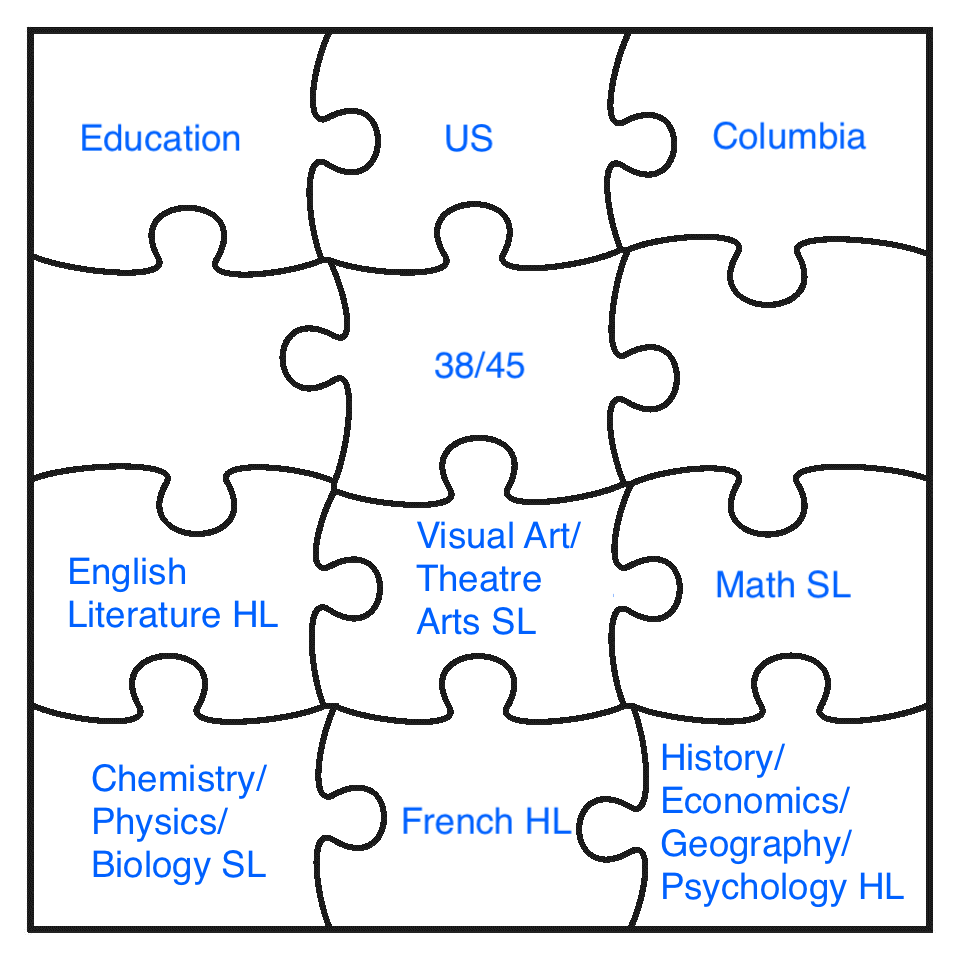 Education
US
Columbia
38/45
English
Literature HL
Visual Art/
Theatre
Arts SL
Math SL
Chemistry/
Physics/
Biology SL
French HL
History/
Economics/
Geography/
Psychology HL